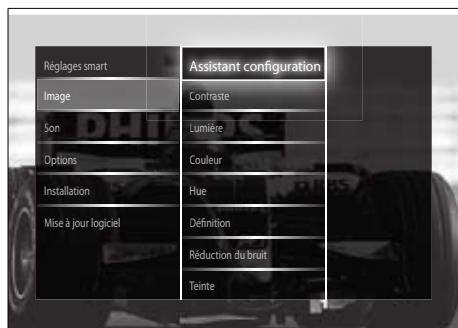 Réglages smart
Image
Son
Options
Installation
Mise à jour logiciel
Assistant configuration
Contraste
Lumière
Couleur
Hue
Définition
Réduction du bruit
Teinte
PHILIPS